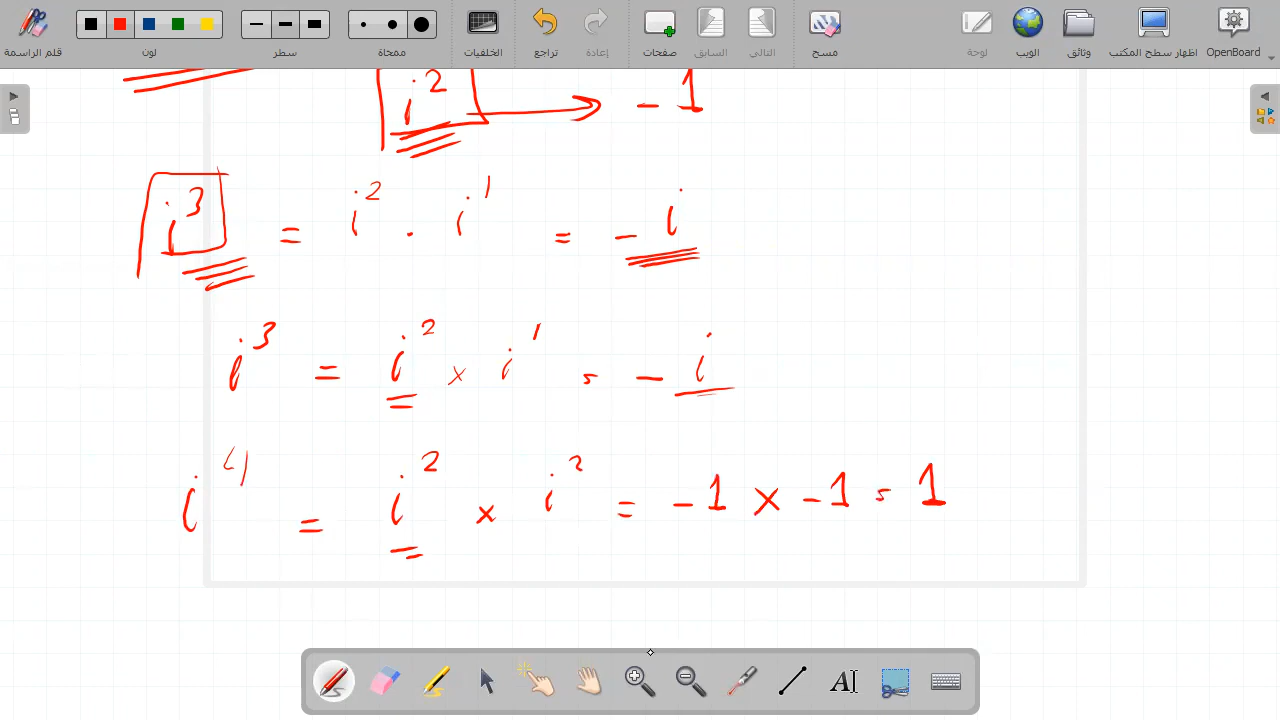 قلم الراسمة
لون
سطر
ممحاة
الخلفيات
تراجع
إعادة
صفحات
السابق
التالي
مسح
لوحة
الويب
وثائق
اظهار سطح المكتب
OpenBoard
i² → - 1
i³ = i² . i¹ = - i
i³ = i² × i¹ = - i
i⁴ = i² × i² = -1 × -1 = 1